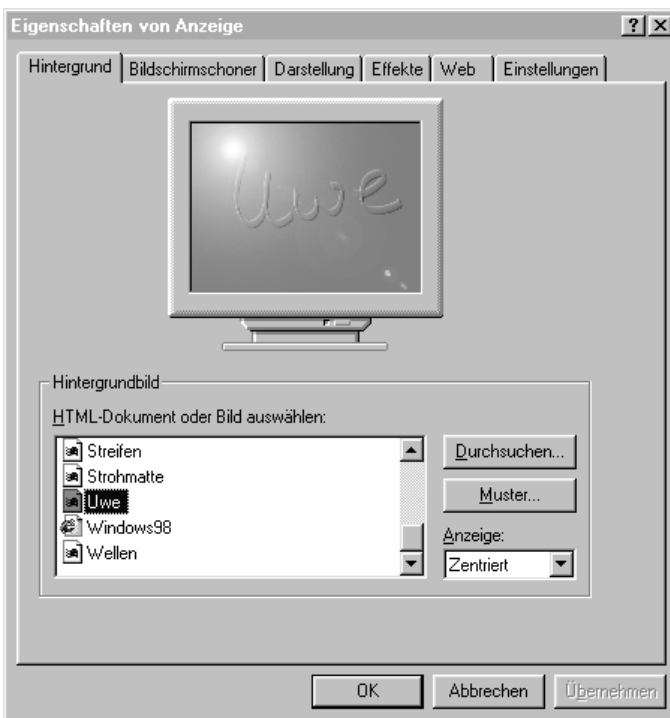 Eigenschaften von Anzeige
Hintergrund Bildschirmschoner Darstellung Effekte Web Einstellungen
Uwe
Hintergrundbild
HTML-Dokument oder Bild auswählen:
Streifen
Strohmatte
Uwe
Windows98
Wellen
Durchsuchen...
Muster...
Anzeige:
Zentriert
OK Abbrechen Übernehmen